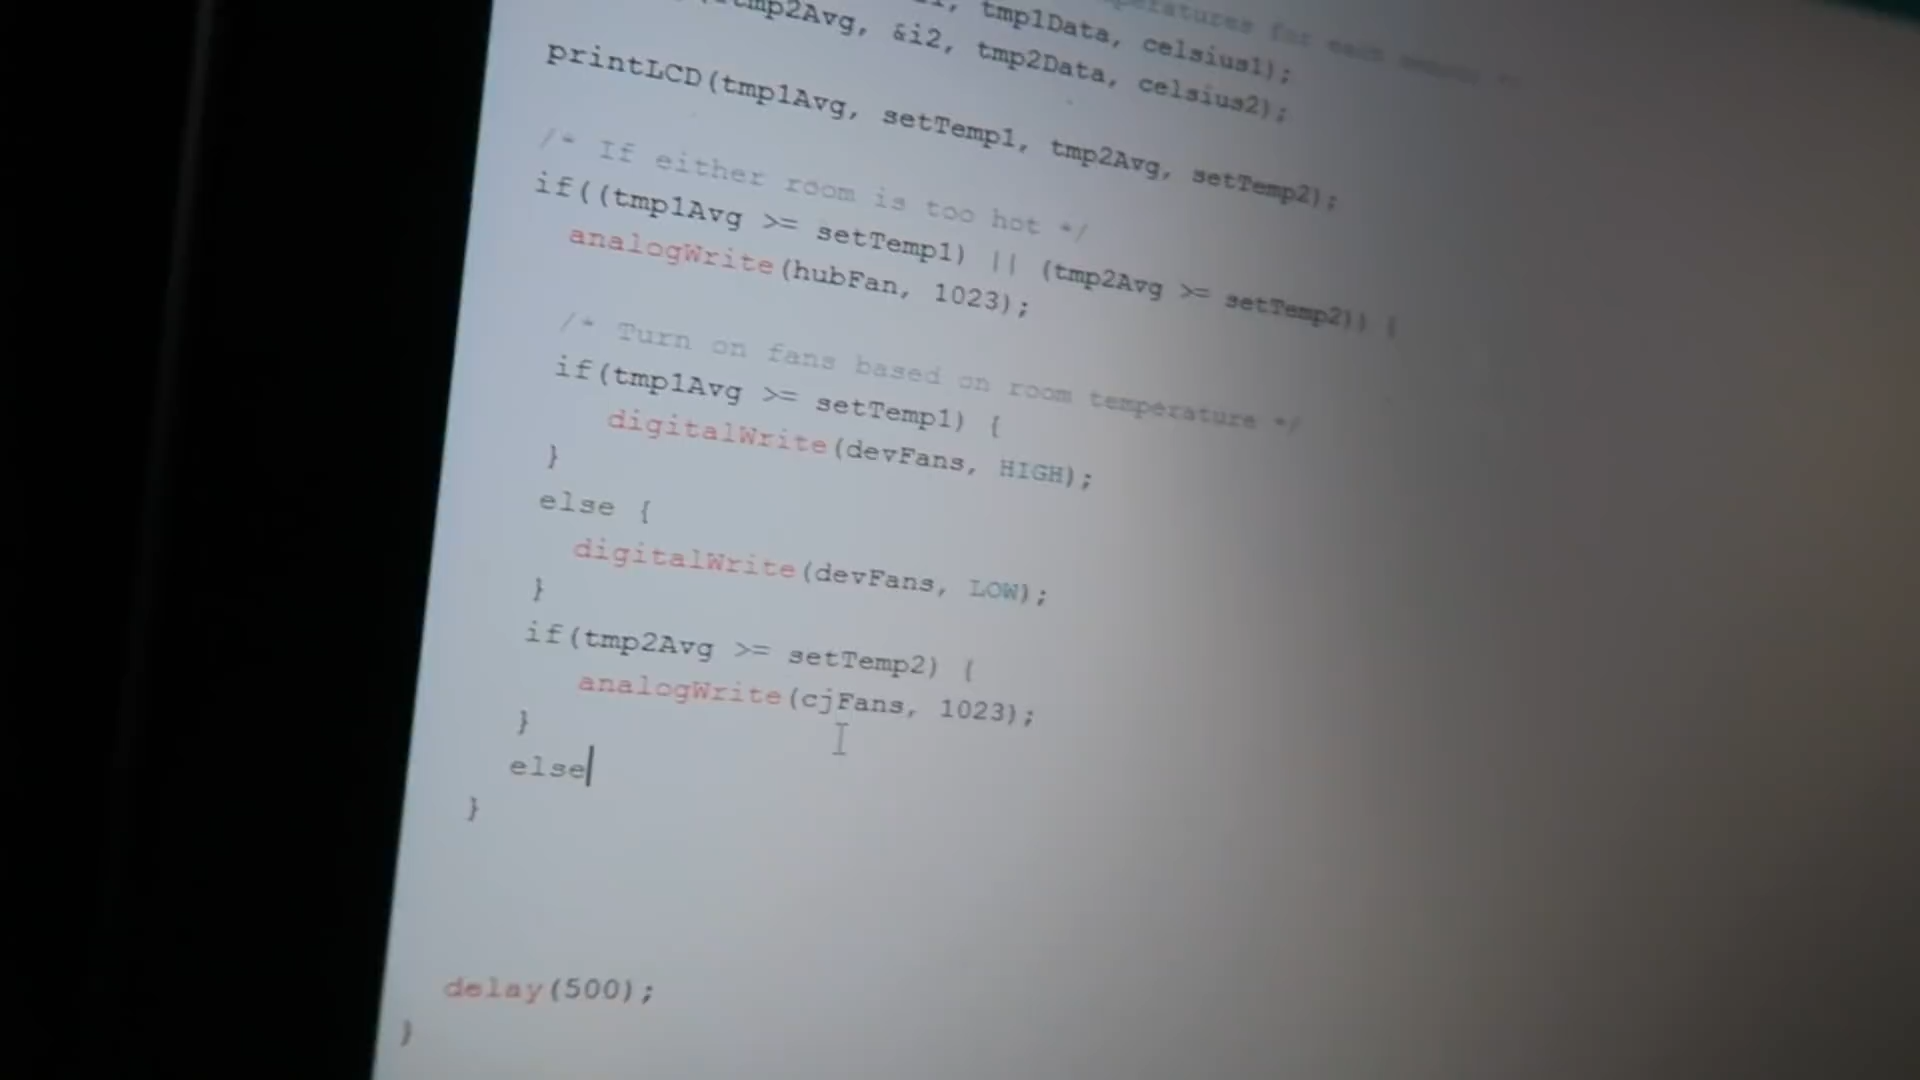 tmp1Data, celsius1);
tmp2Avg, &i2, tmp2Data, celsius2);
printLCD(tmp1Avg, setTemp1, tmp2Avg, setTemp2);
/* If either room is too hot */
if((tmp1Avg >= setTemp1) || (tmp2Avg >= setTemp2)) {
analogWrite(hubFan, 1023);
/* Turn on fans based on room temperature */
if(tmp1Avg >= setTemp1) {
digitalWrite(devFans, HIGH);
}
else {
digitalWrite(devFans, LOW);
}
if(tmp2Avg >= setTemp2) {
analogWrite(cjFans, 1023);
}
else
}
delay(500);
}